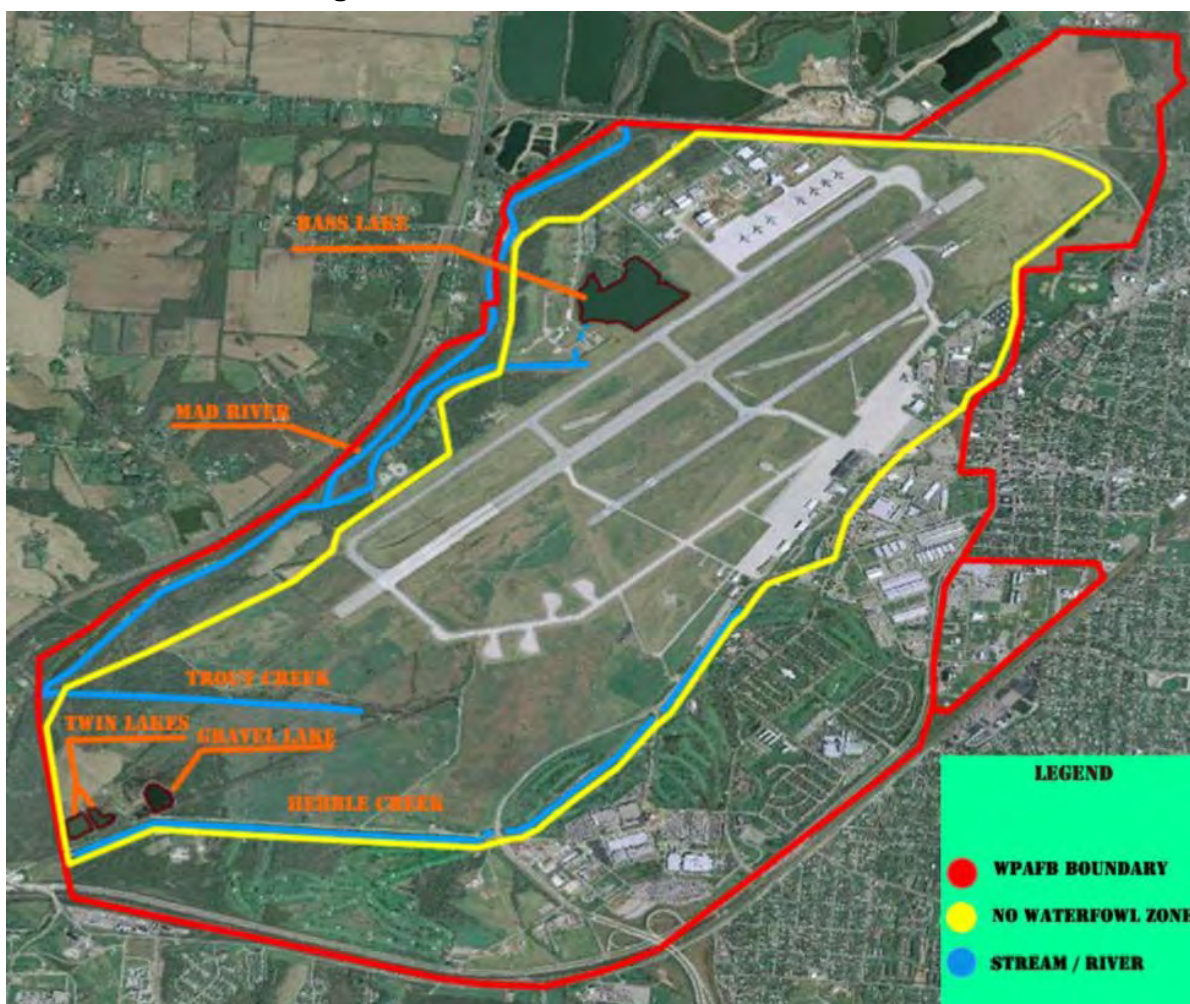 BASS LAKE
MAD RIVER
TROUT CREEK
TWIN LAKES
GRAVEL LAKE
HEBBLE CREEK
LEGEND
WPAFB BOUNDARY
NO WATERFOWL ZONE
STREAM / RIVER